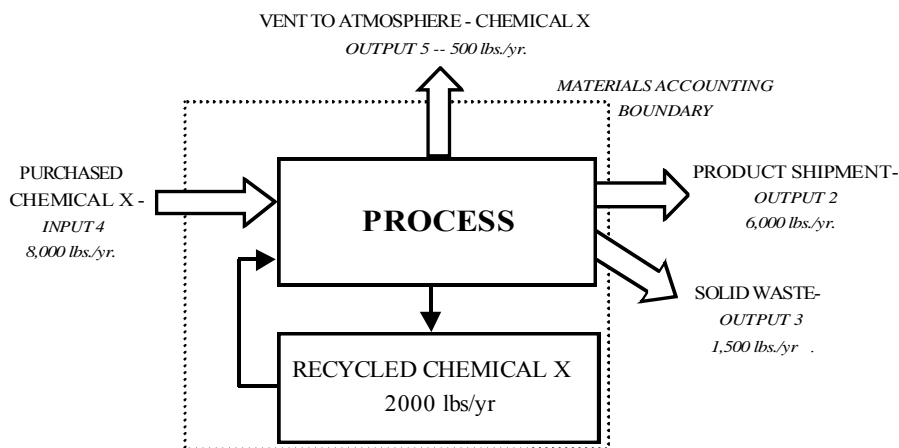 VENT TO ATMOSPHERE - CHEMICAL X
OUTPUT 5 -- 500 lbs./yr.
MATERIALS ACCOUNTING
BOUNDARY
PURCHASED
CHEMICAL X -
INPUT 4
8,000 lbs./yr.
PROCESS
PRODUCT SHIPMENT-
OUTPUT 2
6,000 lbs./yr.
SOLID WASTE-
OUTPUT 3
1,500 lbs./yr .
RECYCLED CHEMICAL X
2000 lbs/yr